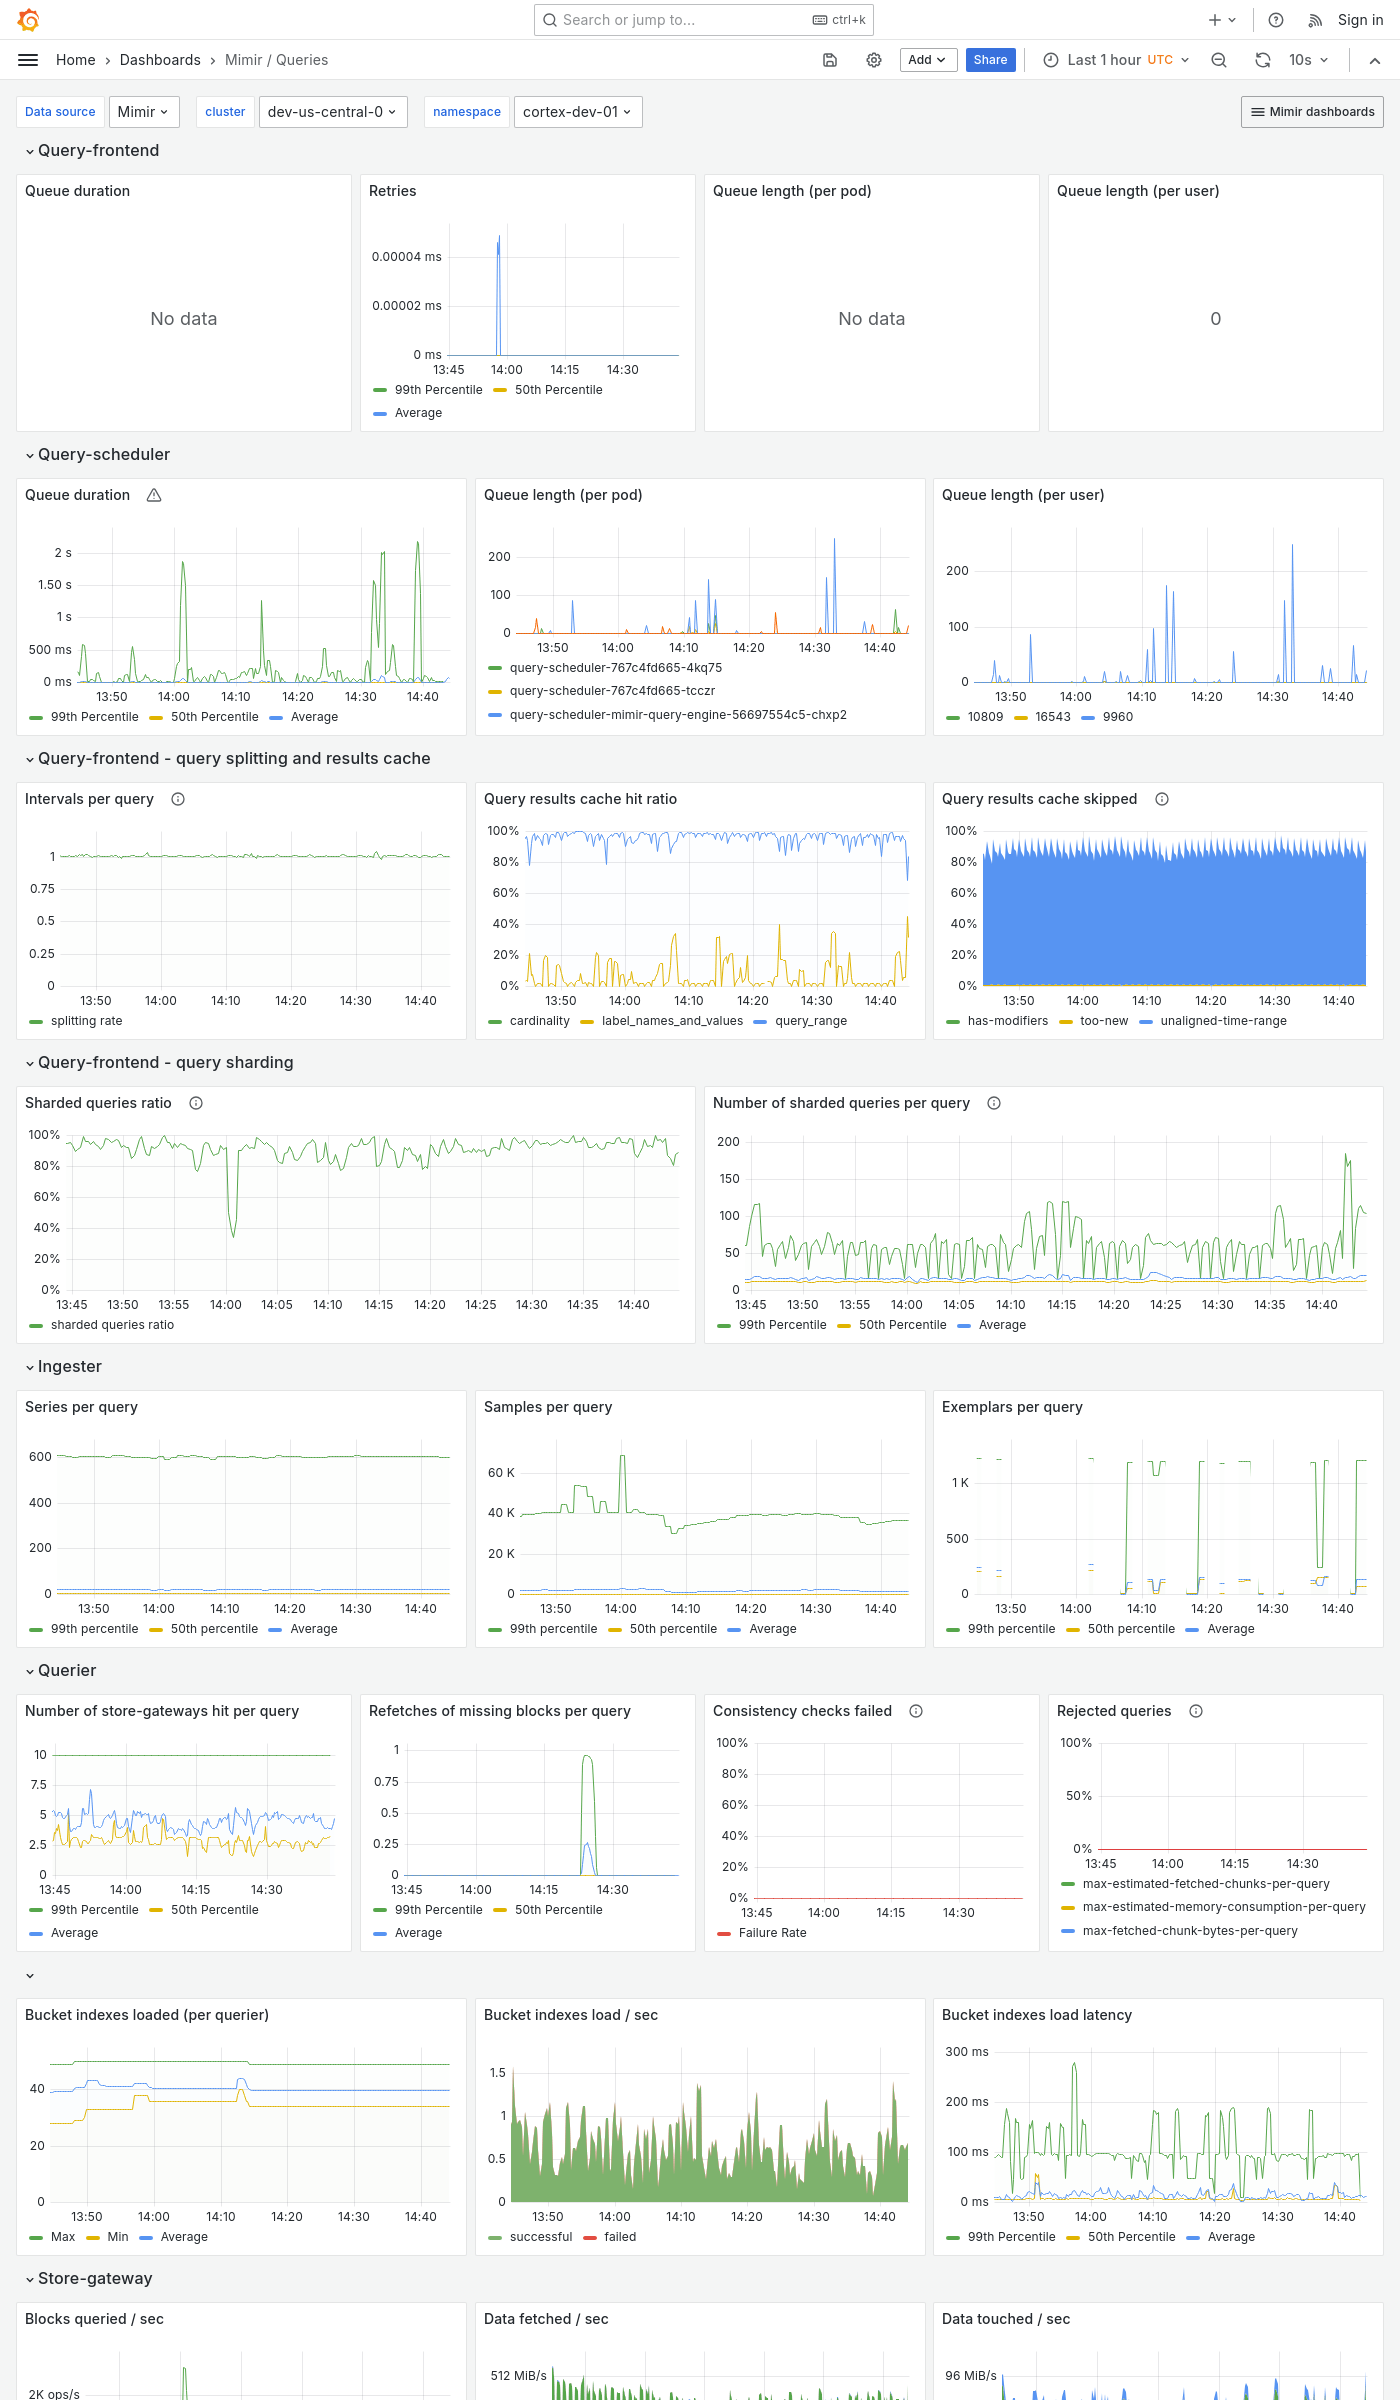 Search or jump to...
ctrl+k
Sign in
Home › Dashboards › Mimir / Queries
Add
Share
Last 1 hour UTC
10s
Data source
Mimir
cluster
dev-us-central-0
namespace
cortex-dev-01
Mimir dashboards
Query-frontend
Queue duration
No data
Retries
0.00004 ms
0.00002 ms
0 ms
13:45 14:00 14:15 14:30
99th Percentile 50th Percentile
Average
Queue length (per pod)
No data
Queue length (per user)
0
Query-scheduler
Queue duration
2 s
1.50 s
1 s
500 ms
0 ms
13:50 14:00 14:10 14:20 14:30 14:40
99th Percentile 50th Percentile Average
Queue length (per pod)
200
100
0
13:50 14:00 14:10 14:20 14:30 14:40
query-scheduler-767c4fd665-4kq75
query-scheduler-767c4fd665-tcczr
query-scheduler-mimir-query-engine-56697554c5-chxp2
Queue length (per user)
200
100
0
13:50 14:00 14:10 14:20 14:30 14:40
10809 16543 9960
Query-frontend - query splitting and results cache
Intervals per query
1
0.75
0.5
0.25
0
13:50 14:00 14:10 14:20 14:30 14:40
splitting rate
Query results cache hit ratio
100%
80%
60%
40%
20%
0%
13:50 14:00 14:10 14:20 14:30 14:40
cardinality label_names_and_values query_range
Query results cache skipped
100%
80%
60%
40%
20%
0%
13:50 14:00 14:10 14:20 14:30 14:40
has-modifiers too-new unaligned-time-range
Query-frontend - query sharding
Sharded queries ratio
100%
80%
60%
40%
20%
0%
13:45 13:50 13:55 14:00 14:05 14:10 14:15 14:20 14:25 14:30 14:35 14:40
sharded queries ratio
Number of sharded queries per query
200
150
100
50
0
13:45 13:50 13:55 14:00 14:05 14:10 14:15 14:20 14:25 14:30 14:35 14:40
99th Percentile 50th Percentile Average
Ingester
Series per query
600
400
200
0
13:50 14:00 14:10 14:20 14:30 14:40
99th percentile 50th percentile Average
Samples per query
60 K
40 K
20 K
0
13:50 14:00 14:10 14:20 14:30 14:40
99th percentile 50th percentile Average
Exemplars per query
1 K
500
0
13:50 14:00 14:10 14:20 14:30 14:40
99th percentile 50th percentile Average
Querier
Number of store-gateways hit per query
10
7.5
5
2.5
0
13:45 14:00 14:15 14:30
99th Percentile 50th Percentile
Average
Refetches of missing blocks per query
1
0.75
0.5
0.25
0
13:45 14:00 14:15 14:30
99th Percentile 50th Percentile
Average
Consistency checks failed
100%
80%
60%
40%
20%
0%
13:45 14:00 14:15 14:30
Failure Rate
Rejected queries
100%
50%
0%
13:45 14:00 14:15 14:30
max-estimated-fetched-chunks-per-query
max-estimated-memory-consumption-per-query
max-fetched-chunk-bytes-per-query
Bucket indexes loaded (per querier)
40
20
0
13:50 14:00 14:10 14:20 14:30 14:40
Max Min Average
Bucket indexes load / sec
1.5
1
0.5
0
13:50 14:00 14:10 14:20 14:30 14:40
successful failed
Bucket indexes load latency
300 ms
200 ms
100 ms
0 ms
13:50 14:00 14:10 14:20 14:30 14:40
99th Percentile 50th Percentile Average
Store-gateway
Blocks queried / sec
2K ops/s
Data fetched / sec
512 MiB/s
Data touched / sec
96 MiB/s